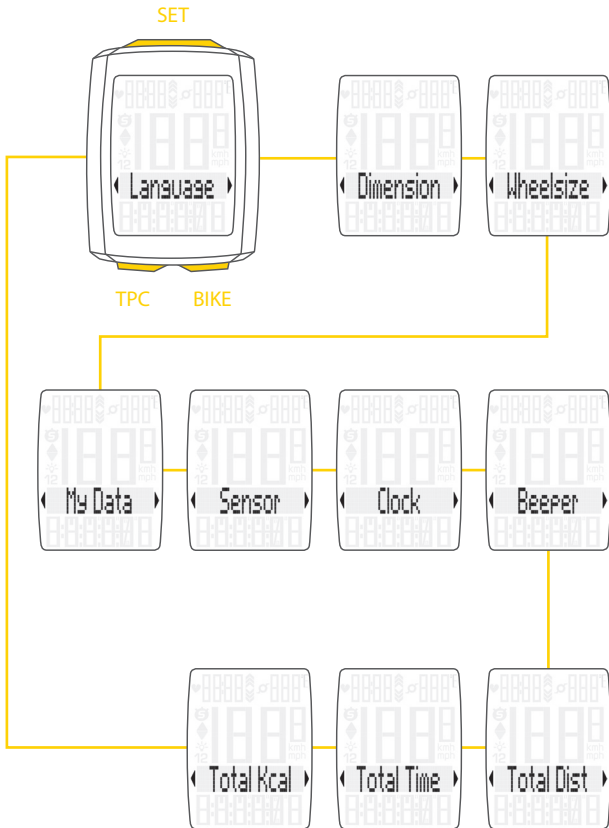 SET
Language
Dimension
Wheelsize
TPC
BIKE
My Data
Sensor
Clock
Beeper
Total Kcal
Total Time
Total Dist